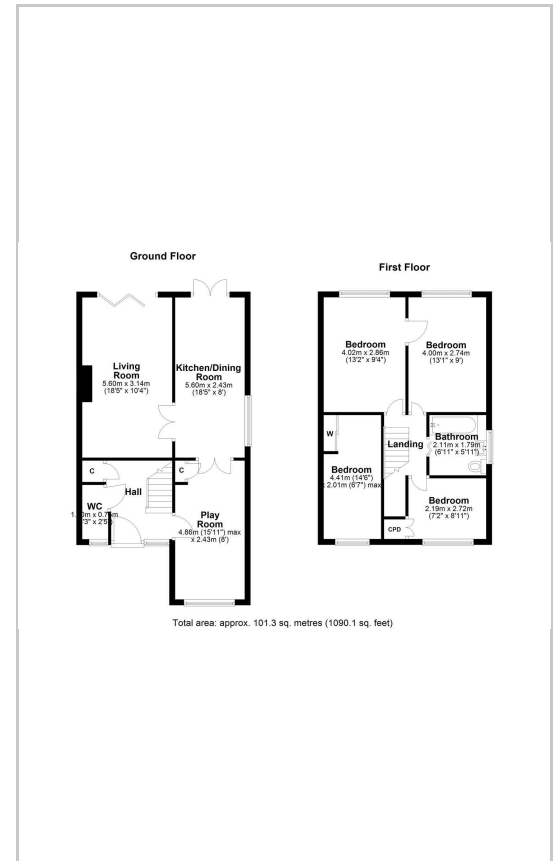 Ground Floor
Living
Room
5.60m x 3.14m
(18'5" x 10'4")
Kitchen/Dining
Room
5.60m x 2.43m
(18'5" x 8')
C
C
Hall
WC
Play
Room
4.86m (15'11") max
x 2.43m (8')
First Floor
Bedroom
4.02m x 2.86m
(13'2" x 9'4")
Bedroom
4.00m x 2.74m
(13'1" x 9')
W
Landing
Bathroom
2.11m x 1.79m
(6'11" x 5'11")
Bedroom
4.41m (14'6")
x 2.01m (6'7") max
Bedroom
2.19m x 2.72m
(7'2" x 8'11")
CPD
Total area: approx. 101.3 sq. metres (1090.1 sq. feet)